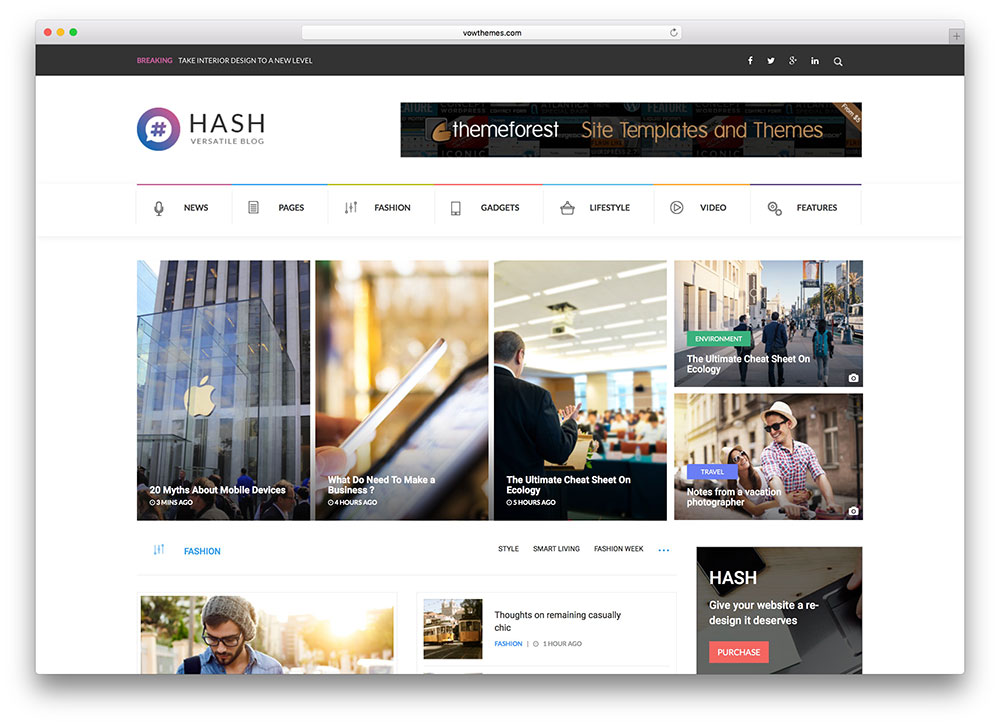 vowthemes.com
BREAKING TAKE INTERIOR DESIGN TO A NEW LEVEL
#
HASH
VERSATILE BLOG
themeforest Site Templates and Themes
From $5
NEWS
PAGES
FASHION
GADGETS
LIFESTYLE
VIDEO
FEATURES
20 Myths About Mobile Devices
3 MINS AGO
What Do Need To Make a
Business ?
4 HOURS AGO
The Ultimate Cheat Sheet On
Ecology
5 HOURS AGO
ENVIRONMENT
The Ultimate Cheat Sheet On
Ecology
TRAVEL
Notes from a vacation
photographer
FASHION
STYLE
SMART LIVING
FASHION WEEK
Thoughts on remaining casually
chic
FASHION | 1 HOUR AGO
HASH
Give your website a re-
design it deserves
PURCHASE